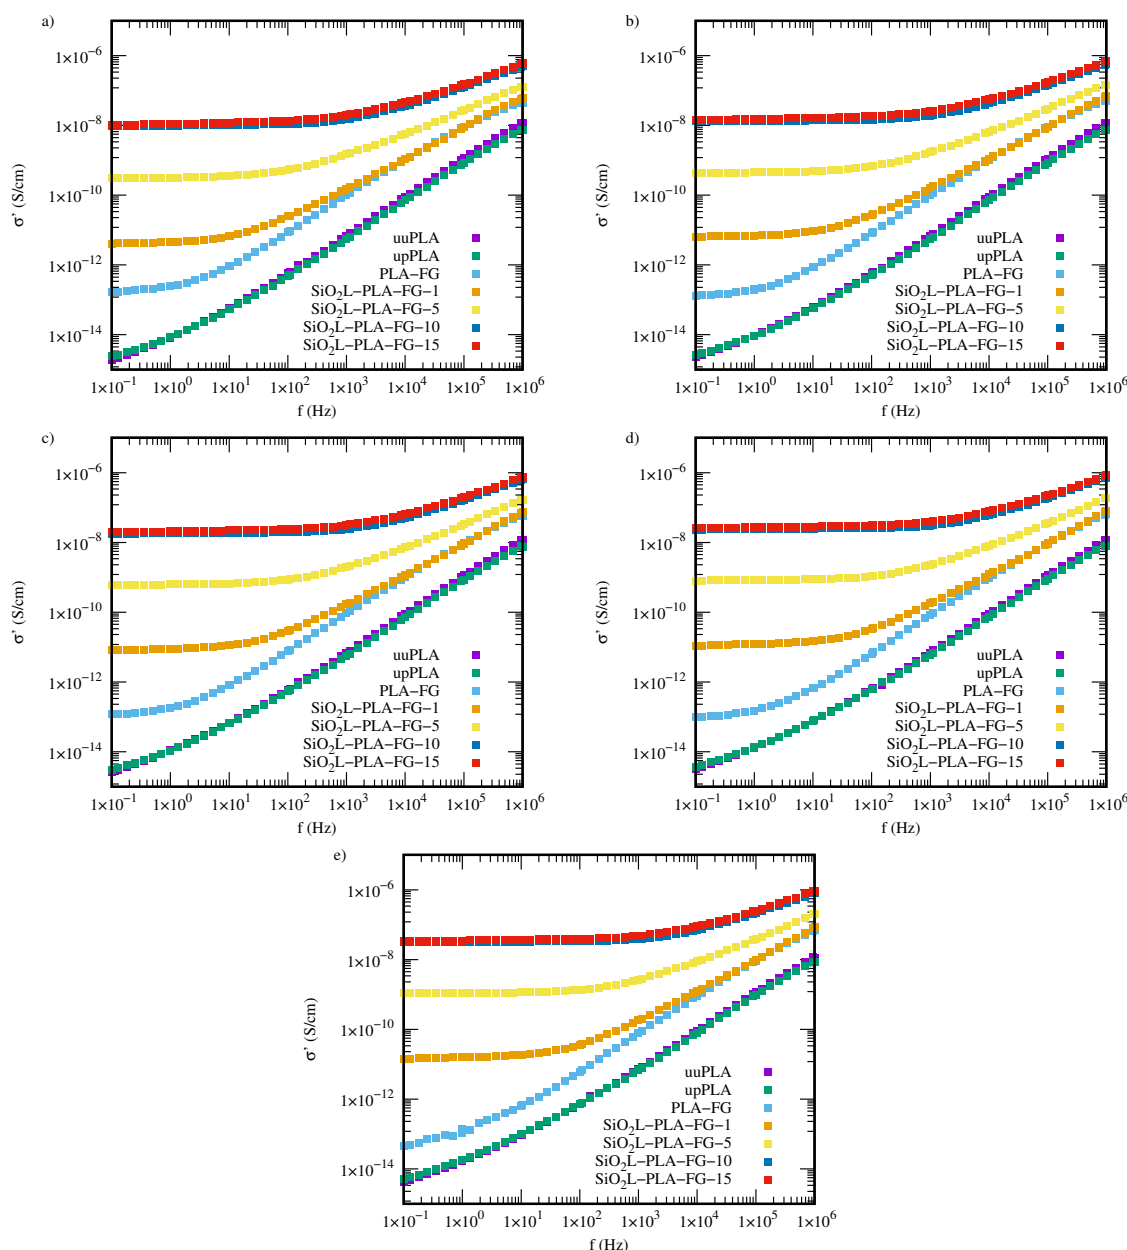 a)
1×10⁻⁶
1×10⁻⁸
1×10⁻¹⁰
1×10⁻¹²
1×10⁻¹⁴
σ' (S/cm)
uuPLA
upPLA
PLA−FG
SiO₂L−PLA−FG−1
SiO₂L−PLA−FG−5
SiO₂L−PLA−FG−10
SiO₂L−PLA−FG−15
1×10⁻¹ 1×10⁰ 1×10¹ 1×10² 1×10³ 1×10⁴ 1×10⁵ 1×10⁶
f (Hz)
b)
1×10⁻⁶
1×10⁻⁸
1×10⁻¹⁰
1×10⁻¹²
1×10⁻¹⁴
σ' (S/cm)
uuPLA
upPLA
PLA−FG
SiO₂L−PLA−FG−1
SiO₂L−PLA−FG−5
SiO₂L−PLA−FG−10
SiO₂L−PLA−FG−15
1×10⁻¹ 1×10⁰ 1×10¹ 1×10² 1×10³ 1×10⁴ 1×10⁵ 1×10⁶
f (Hz)
c)
1×10⁻⁶
1×10⁻⁸
1×10⁻¹⁰
1×10⁻¹²
1×10⁻¹⁴
σ' (S/cm)
uuPLA
upPLA
PLA−FG
SiO₂L−PLA−FG−1
SiO₂L−PLA−FG−5
SiO₂L−PLA−FG−10
SiO₂L−PLA−FG−15
1×10⁻¹ 1×10⁰ 1×10¹ 1×10² 1×10³ 1×10⁴ 1×10⁵ 1×10⁶
f (Hz)
d)
1×10⁻⁶
1×10⁻⁸
1×10⁻¹⁰
1×10⁻¹²
1×10⁻¹⁴
σ' (S/cm)
uuPLA
upPLA
PLA−FG
SiO₂L−PLA−FG−1
SiO₂L−PLA−FG−5
SiO₂L−PLA−FG−10
SiO₂L−PLA−FG−15
1×10⁻¹ 1×10⁰ 1×10¹ 1×10² 1×10³ 1×10⁴ 1×10⁵ 1×10⁶
f (Hz)
e)
1×10⁻⁶
1×10⁻⁸
1×10⁻¹⁰
1×10⁻¹²
1×10⁻¹⁴
σ' (S/cm)
uuPLA
upPLA
PLA−FG
SiO₂L−PLA−FG−1
SiO₂L−PLA−FG−5
SiO₂L−PLA−FG−10
SiO₂L−PLA−FG−15
1×10⁻¹ 1×10⁰ 1×10¹ 1×10² 1×10³ 1×10⁴ 1×10⁵ 1×10⁶
f (Hz)